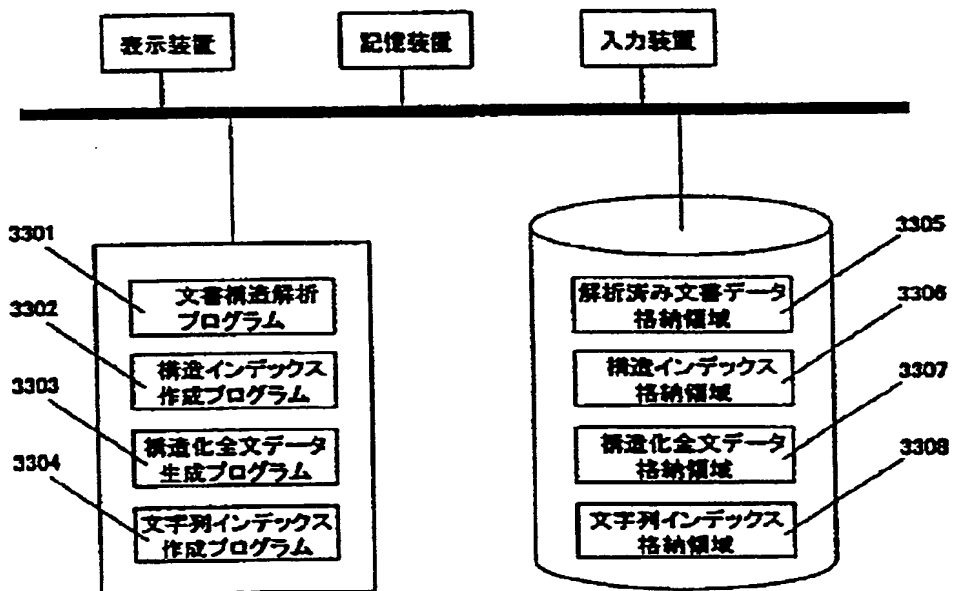 表示装置
記憶装置
入力装置
3301
文書構造解析
プログラム
3302
構造インデックス
作成プログラム
3303
構造化全文データ
生成プログラム
3304
文字列インデックス
作成プログラム
3305
解析済み文書データ
格納領域
3306
構造インデックス
格納領域
3307
構造化全文データ
格納領域
3308
文字列インデックス
格納領域